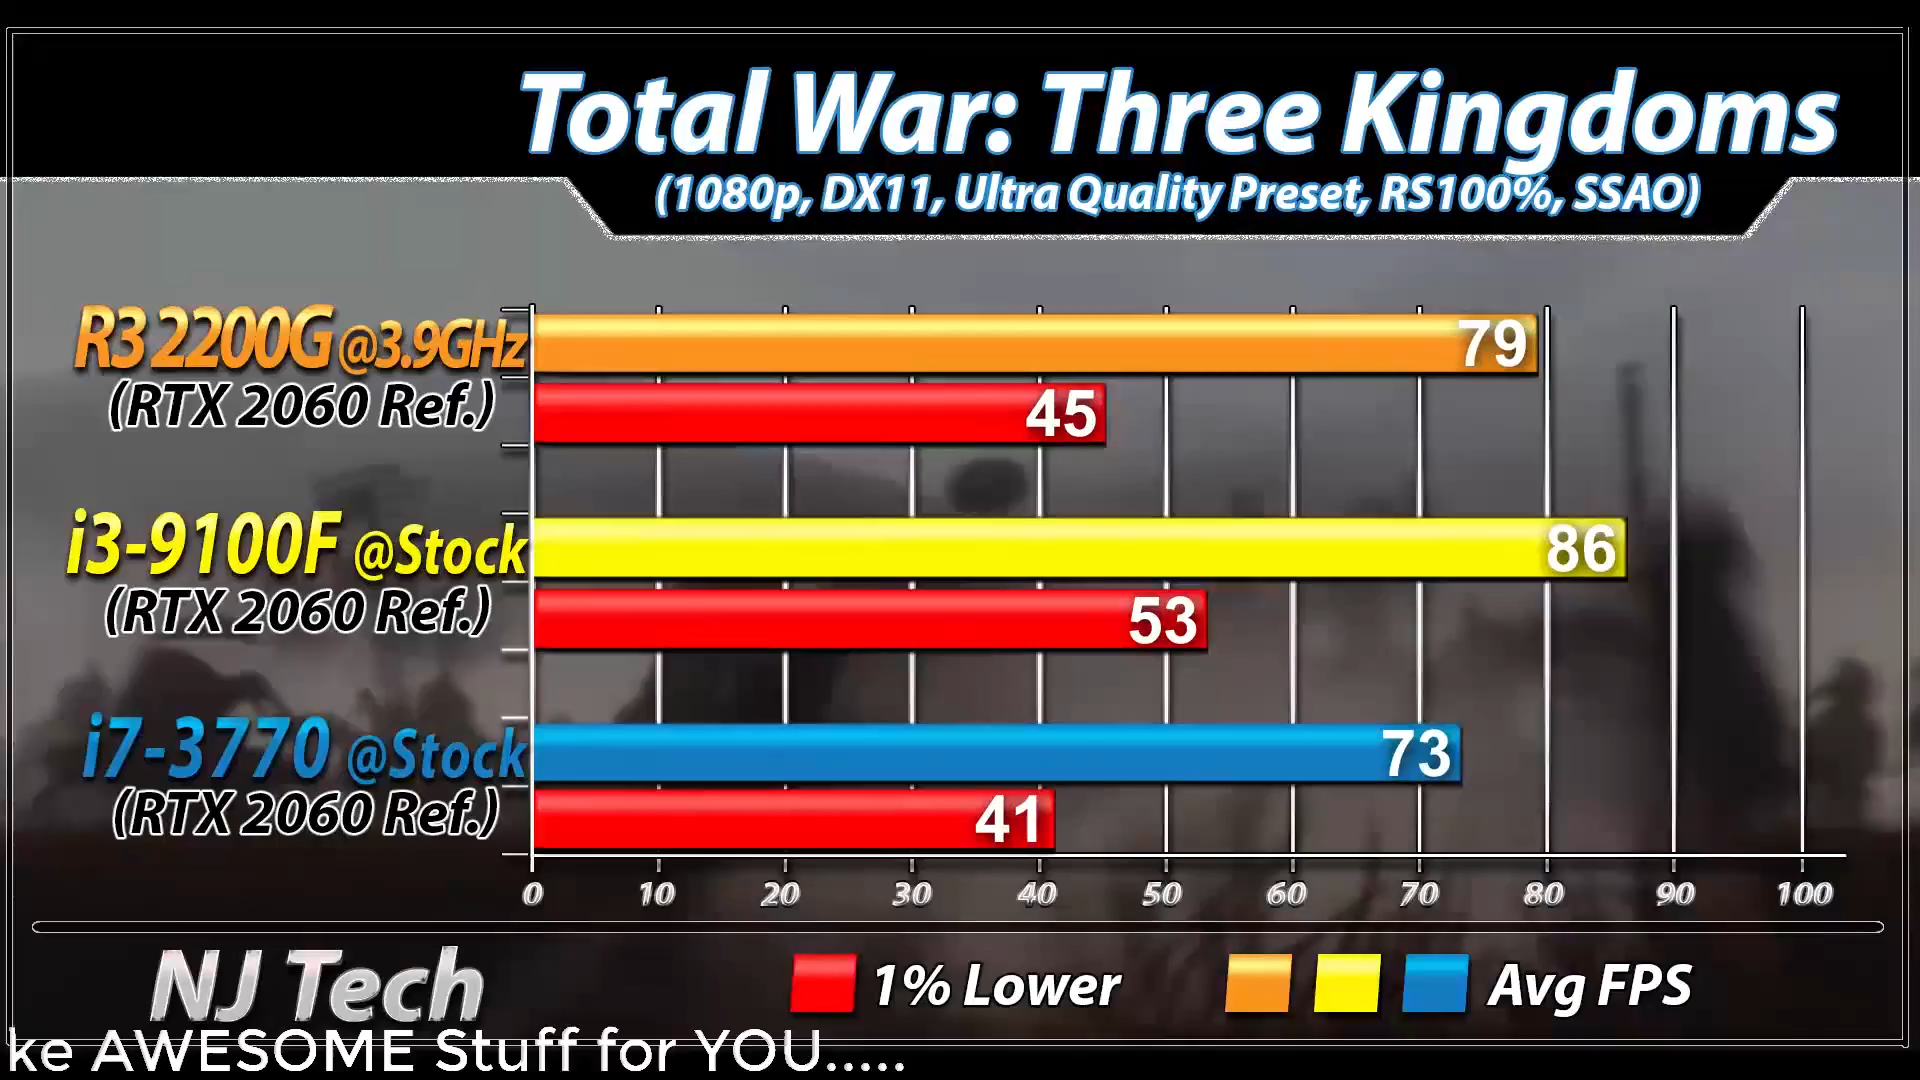 Total War: Three Kingdoms
(1080p, DX11, Ultra Quality Preset, RS100%, SSAO)
R3 2200G @3.9GHz
79
(RTX 2060 Ref.)
45
i3-9100F @Stock
86
(RTX 2060 Ref.)
53
i7-3770 @Stock
73
(RTX 2060 Ref.)
41
0 10 20 30 40 50 60 70 80 90 100
NJ Tech
1% Lower
Avg FPS
ke AWESOME Stuff for YOU.....